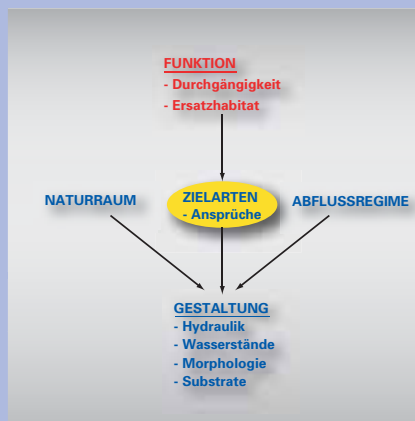 FUNKTION
- Durchgängigkeit
- Ersatzhabitat
NATURRAUM
ZIELARTEN
- Ansprüche
ABFLUSSREGIME
GESTALTUNG
- Hydraulik
- Wasserstände
- Morphologie
- Substrate